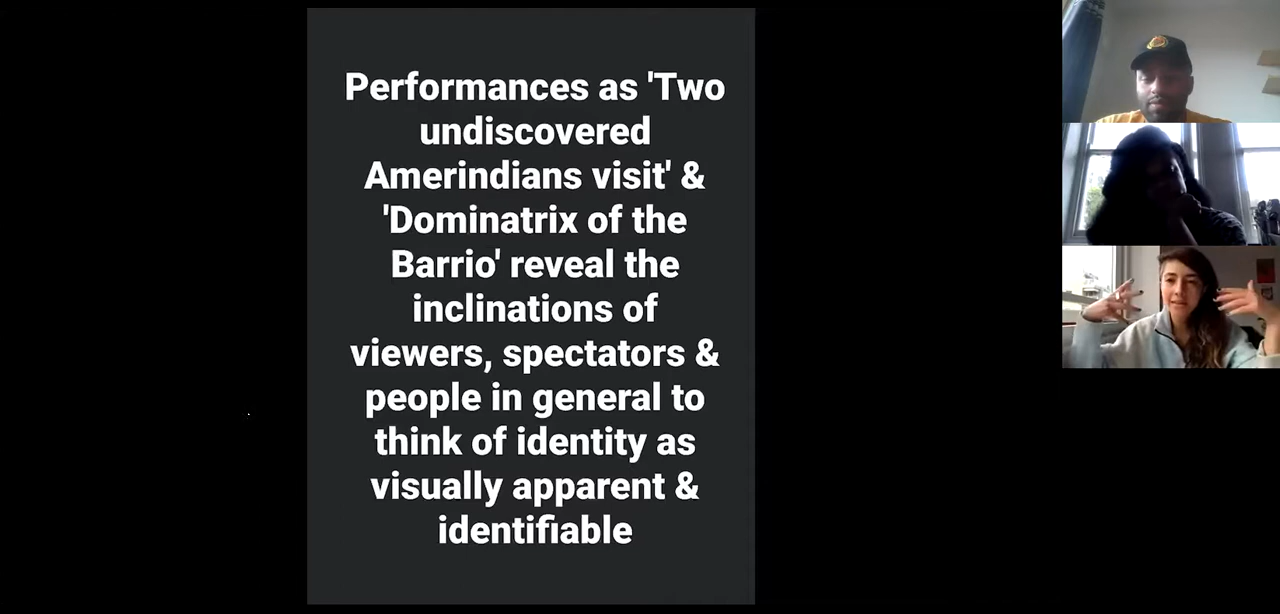 Performances as 'Two
undiscovered
Amerindians visit' &
'Dominatrix of the
Barrio' reveal the
inclinations of
viewers, spectators &
people in general to
think of identity as
visually apparent &
identifiable